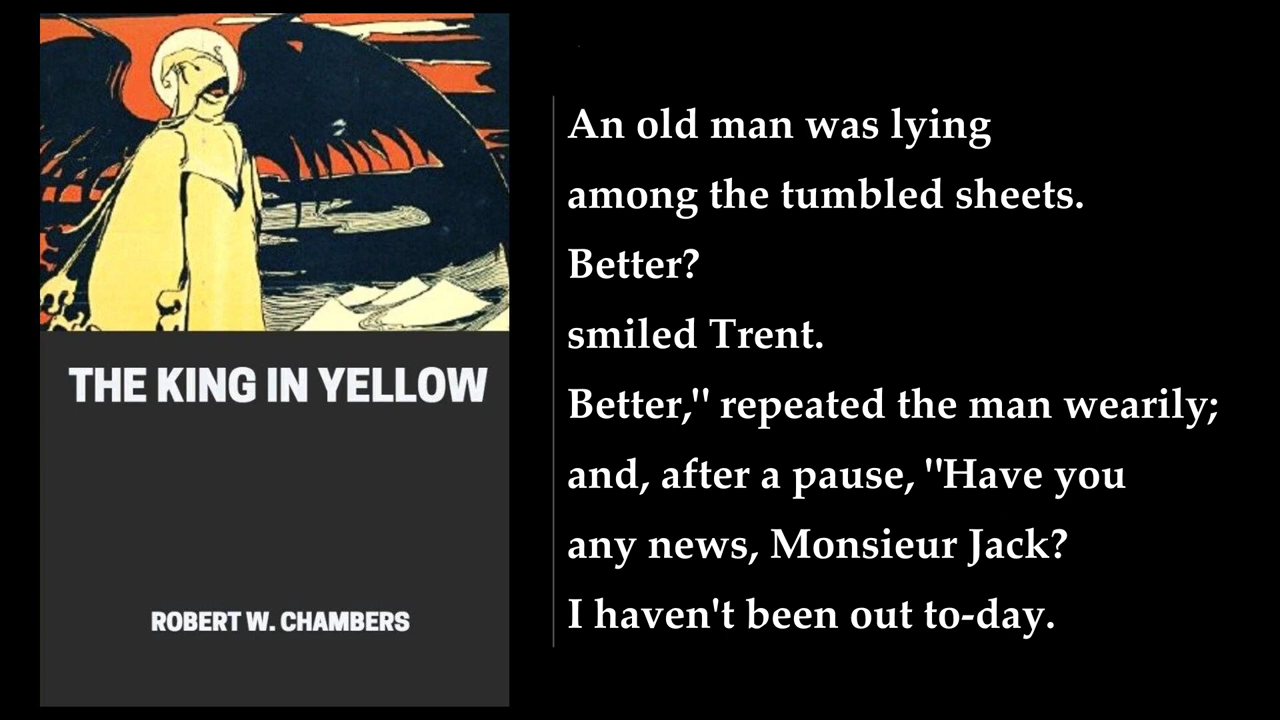 THE KING IN YELLOW
ROBERT W. CHAMBERS
An old man was lying
among the tumbled sheets.
Better?
smiled Trent.
Better," repeated the man wearily;
and, after a pause, "Have you
any news, Monsieur Jack?
I haven't been out to-day.